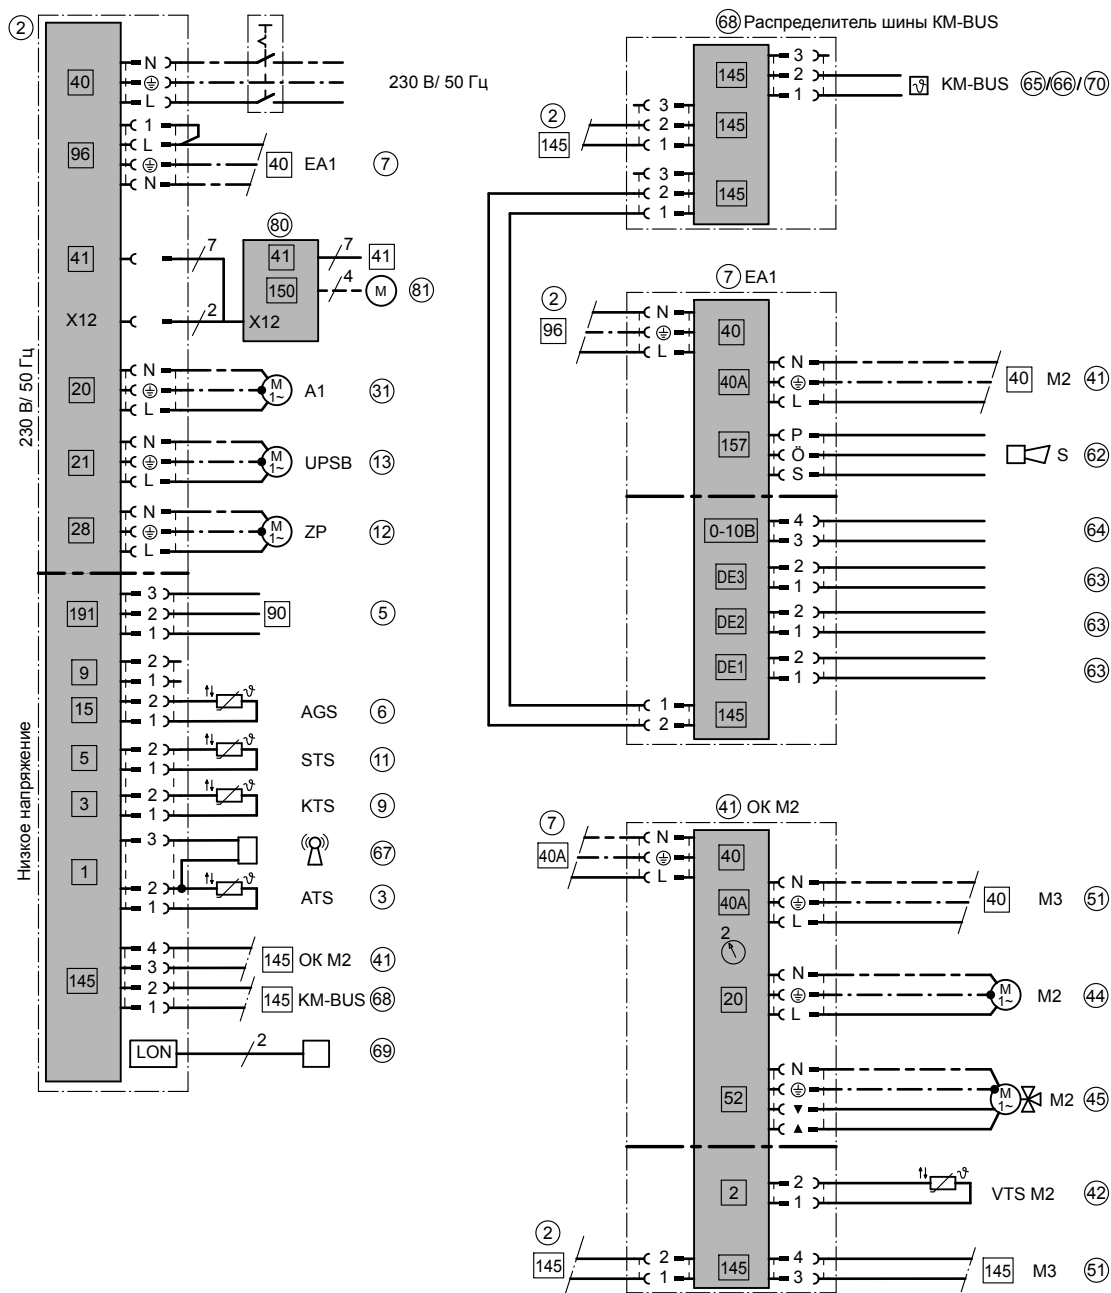 2
230 В/ 50 Гц
Низкое напряжение
40
N
L
230 В/ 50 Гц
96
1
L
N
40 EA1 7
80
41
7
41
7
41
150
4
M
81
X12
2
X12
20
N
L
M
1~
A1 31
21
N
L
M
1~
UPSB 13
28
N
L
M
1~
ZP 12
191
3
2
1
90 5
9
2
1
15
2
1
ϑ
AGS 6
5
2
1
ϑ
STS 11
3
2
1
ϑ
KTS 9
1
3
67
2
1
ϑ
ATS 3
145
4
3
2
1
145 ОК M2 41
145 KM-BUS 68
LON
2
69
68 Распределитель шины KM-BUS
145
3
2
1
ϑ KM-BUS 65/66/70
2
145
3
2
1
145
3
2
1
145
7 EA1
2
96
N
L
40
40A
N
L
40 M2 41
157
P
Ö
S
S 62
0-10В
4
3
64
DE3
2
1
63
DE2
2
1
63
DE1
2
1
63
1
2
145
41 ОК M2
7
40A
N
L
40
40A
N
L
40 M3 51
2
20
N
L
M
1~
M2 44
52
N
▼
▲
M
1~
M2 45
2
2
1
ϑ
VTS M2 42
2
145
2
1
145
4
3
145 M3 51